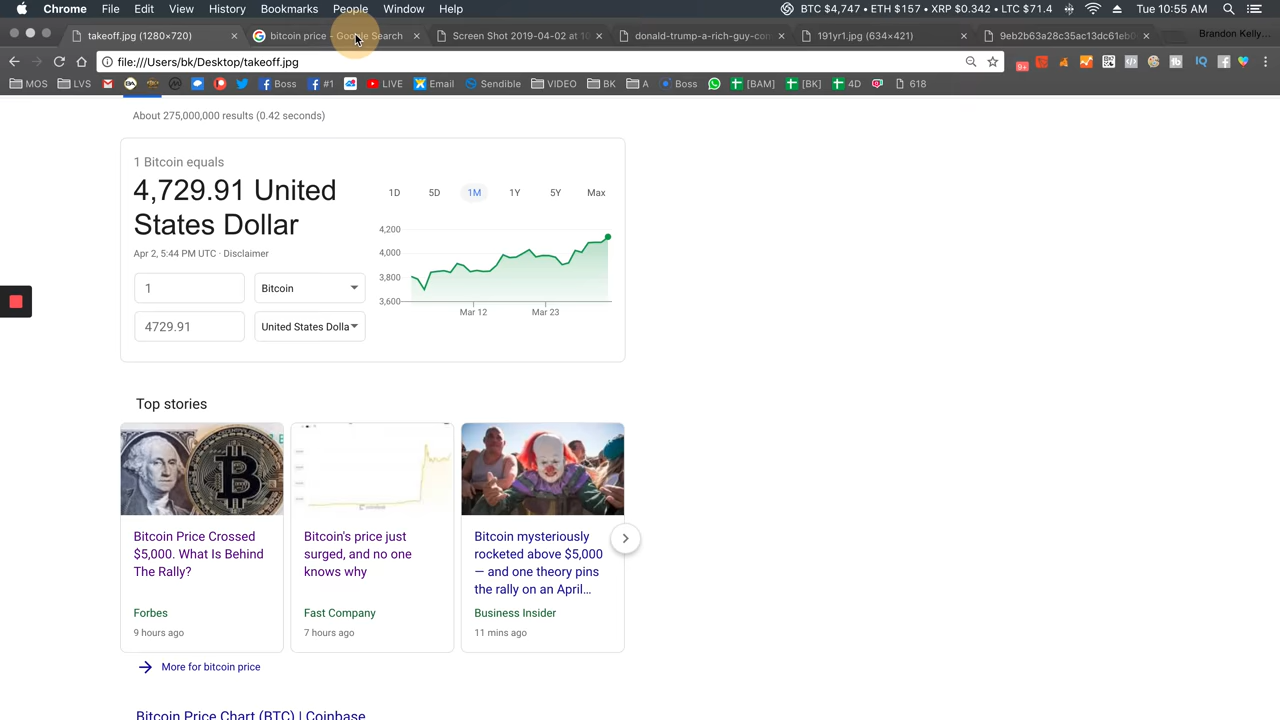 Chrome File Edit View History Bookmarks People Window Help BTC $4,747 • ETH $157 • XRP $0.342 • LTC $71.4 Tue 10:55 AM
takeoff.jpg (1280×720) bitcoin price - Google Search Screen Shot 2019-04-02 at 10 donald-trump-a-rich-guy-com 191yr1.jpg (634×421) 9eb2b63a28c35ac13dc61eb0 Brandon Kelly...
file:///Users/bk/Desktop/takeoff.jpg
MOS LVS Boss #1 LIVE Email Sendible VIDEO BK A Boss [BAM] [BK] 4D 618
About 275,000,000 results (0.42 seconds)
1 Bitcoin equals
4,729.91 United
States Dollar
Apr 2, 5:44 PM UTC · Disclaimer
1 Bitcoin
4729.91 United States Dolla
1D 5D 1M 1Y 5Y Max
4,200
4,000
3,800
3,600
Mar 12 Mar 23
Top stories
Bitcoin Price Crossed
$5,000. What Is Behind
The Rally?
Forbes
9 hours ago
Bitcoin's price just
surged, and no one
knows why
Fast Company
7 hours ago
Bitcoin mysteriously
rocketed above $5,000
— and one theory pins
the rally on an April...
Business Insider
11 mins ago
More for bitcoin price
Bitcoin Price Chart (BTC) | Coinbase